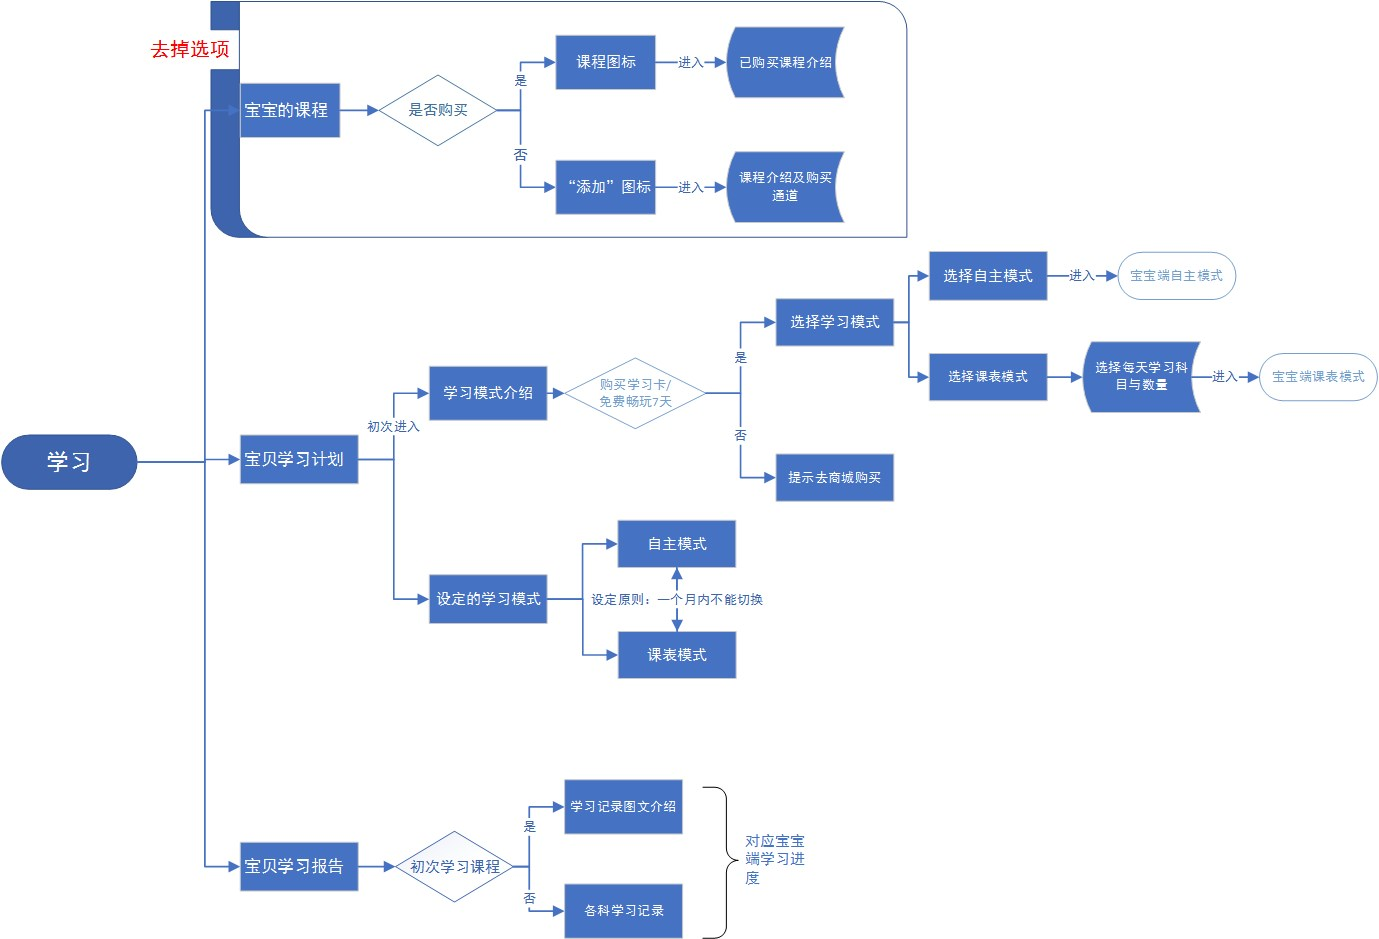 去掉选项
宝宝的课程
是否购买
是
否
课程图标
进入
已购买课程介绍
“添加”图标
进入
课程介绍及购买
通道
学习
宝贝学习计划
初次进入
学习模式介绍
购买学习卡/
免费畅玩7天
是
否
选择学习模式
选择自主模式
进入
宝宝端自主模式
选择课表模式
选择每天学习科
目与数量
进入
宝宝端课表模式
提示去商城购买
设定的学习模式
自主模式
设定原则：一个月内不能切换
课表模式
宝贝学习报告
初次学习课程
是
否
学习记录图文介绍
各科学习记录
对应宝宝
端学习进
度